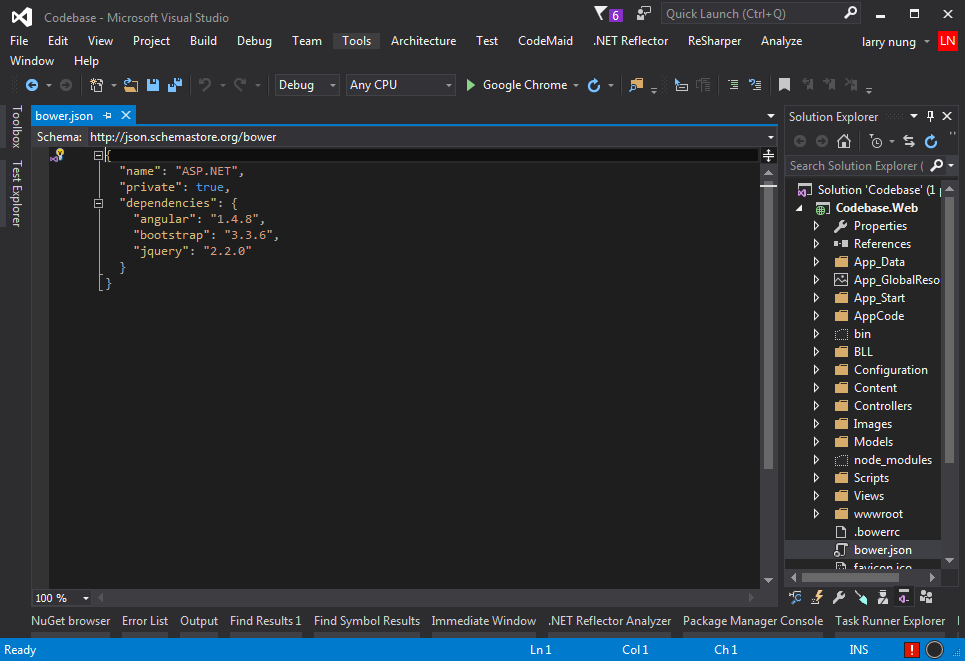 Codebase - Microsoft Visual Studio
6
Quick Launch (Ctrl+Q)
File Edit View Project Build Debug Team Tools Architecture Test CodeMaid .NET Reflector ReSharper Analyze
larry nung LN
Window Help
Debug Any CPU Google Chrome
Toolbox
Test Explorer
bower.json
Schema: http://json.schemastore.org/bower
{
"name": "ASP.NET",
"private": true,
"dependencies": {
"angular": "1.4.8",
"bootstrap": "3.3.6",
"jquery": "2.2.0"
}
}
100 %
Solution Explorer
Search Solution Explorer (
Solution 'Codebase' (1
Codebase.Web
Properties
References
App_Data
App_GlobalReso
App_Start
AppCode
bin
BLL
Configuration
Content
Controllers
Images
Models
node_modules
Scripts
Views
wwwroot
.bowerrc
bower.json
favicon.ico
NuGet browser Error List Output Find Results 1 Find Symbol Results Immediate Window .NET Reflector Analyzer Package Manager Console Task Runner Explorer
Ready Ln 1 Col 1 Ch 1 INS